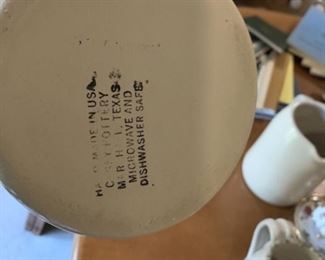 MADE IN USA
POTTERY
TEXAS
MICROWAVE AND
DISHWASHER SAFE